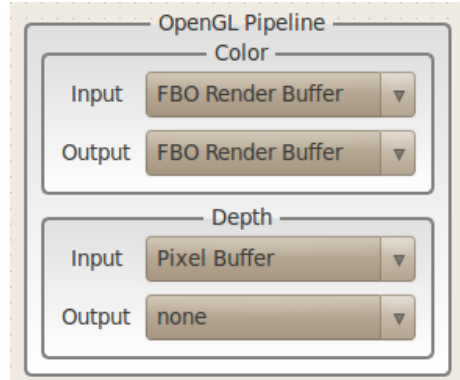 OpenGL Pipeline
Color
Input FBO Render Buffer
Output FBO Render Buffer
Depth
Input Pixel Buffer
Output none